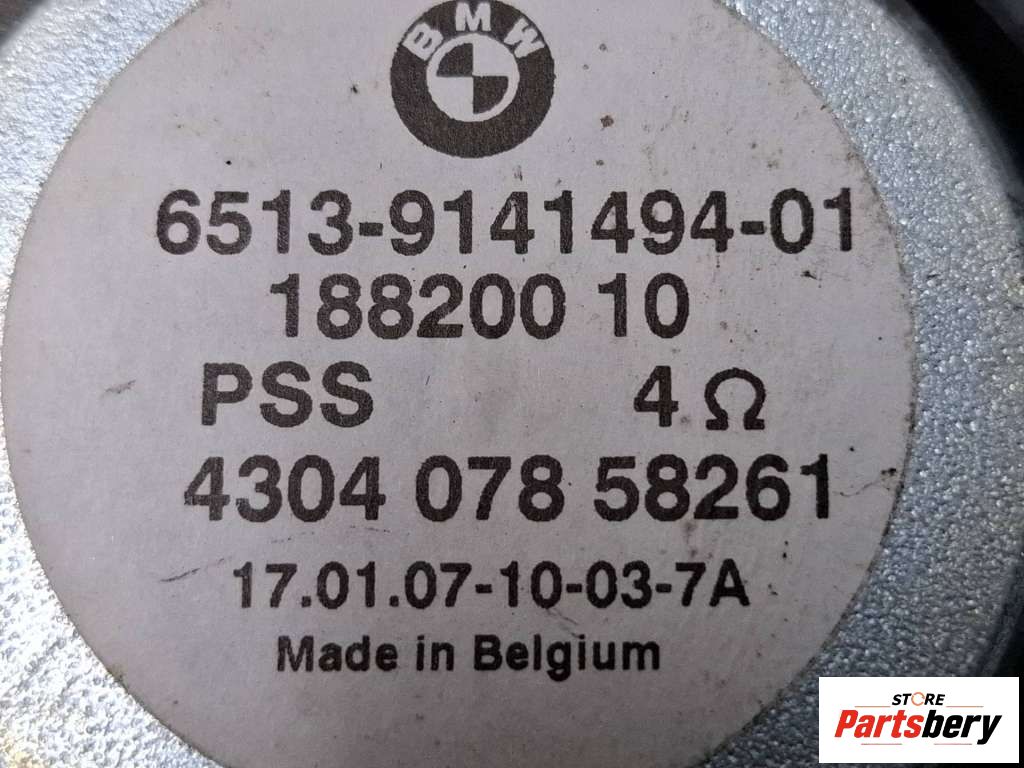 BMW
6513-9141494-01
188200 10
PSS 4 Ω
4304 078 58261
17.01.07-10-03-7A
Made in Belgium
STORE
Partsbery